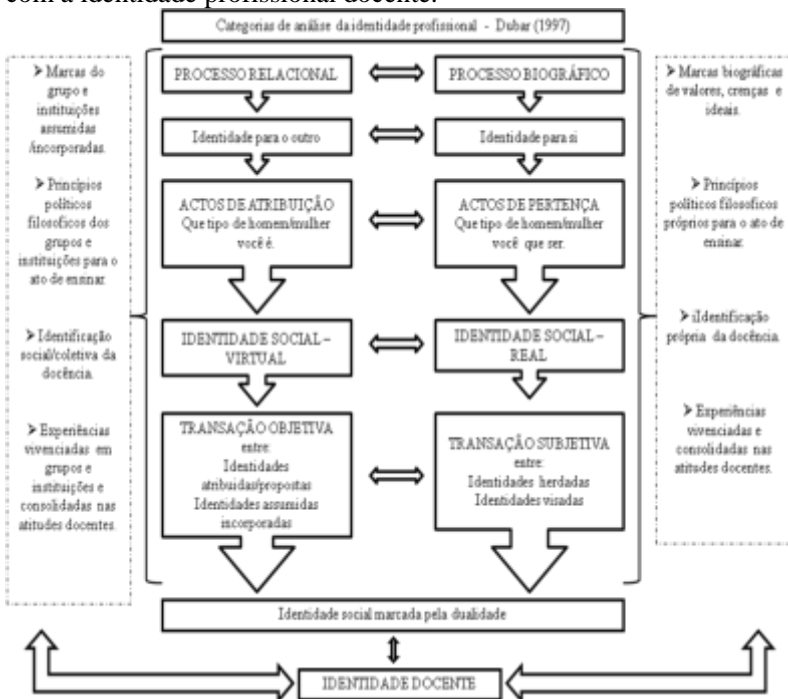 com a identidade profissional docente.
Categorias de análise da identidade profissional - Dubar (1997)
➤ Marcas do
grupo e
instituições
assumidas
/incorporadas.
➤ Princípios
políticos
filosoficos dos
grupos e
instituições para o
ato de ensinar.
➤ Identificação
social/coletiva da
docência.
➤ Experiências
vivenciadas em
grupos e
instituições e
consolidadas nas
atitudes docentes.
PROCESSO RELACIONAL
Identidade para o outro
ACTOS DE ATRIBUIÇÃO
Que tipo de homem/mulher
você é.
IDENTIDADE SOCIAL –
VIRTUAL
TRANSAÇÃO OBJETIVA
entre:
Identidades
atribuidas/propostas
Identidades assumidas
incorporadas
PROCESSO BIOGRÁFICO
Identidade para si
ACTOS DE PERTENÇA
Que tipo de homem/mulher
você que ser.
IDENTIDADE SOCIAL –
REAL
TRANSAÇÃO SUBJETIVA
entre:
Identidades herdadas
Identidades visadas
➤ Marcas biográficas
de valores, crenças e
ideais.
➤ Princípios
políticos filosoficos
próprios para o ato de
ensinar.
➤ iIdentificação
própria da docência.
➤ Experiências
vivenciadas e
consolidadas nas
atitudes docentes.
Identidade social marcada pela dualidade
IDENTIDADE DOCENTE